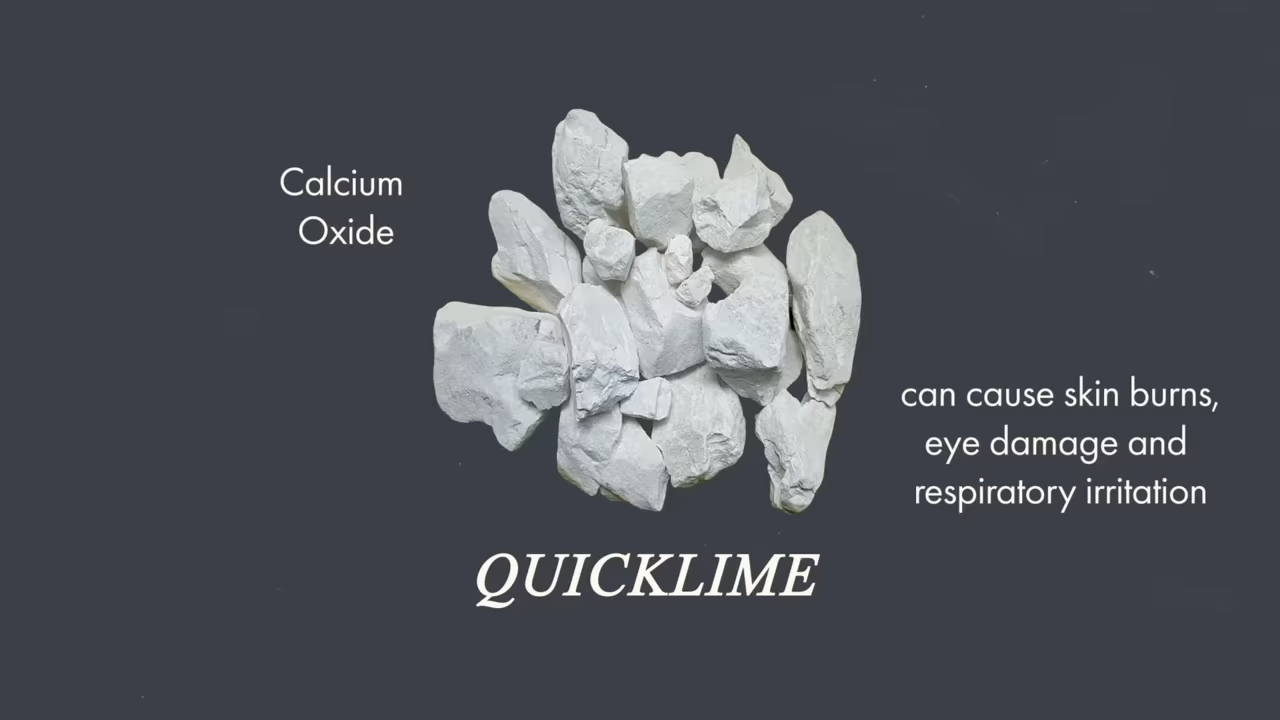 Calcium
Oxide
can cause skin burns,
eye damage and
respiratory irritation
QUICKLIME